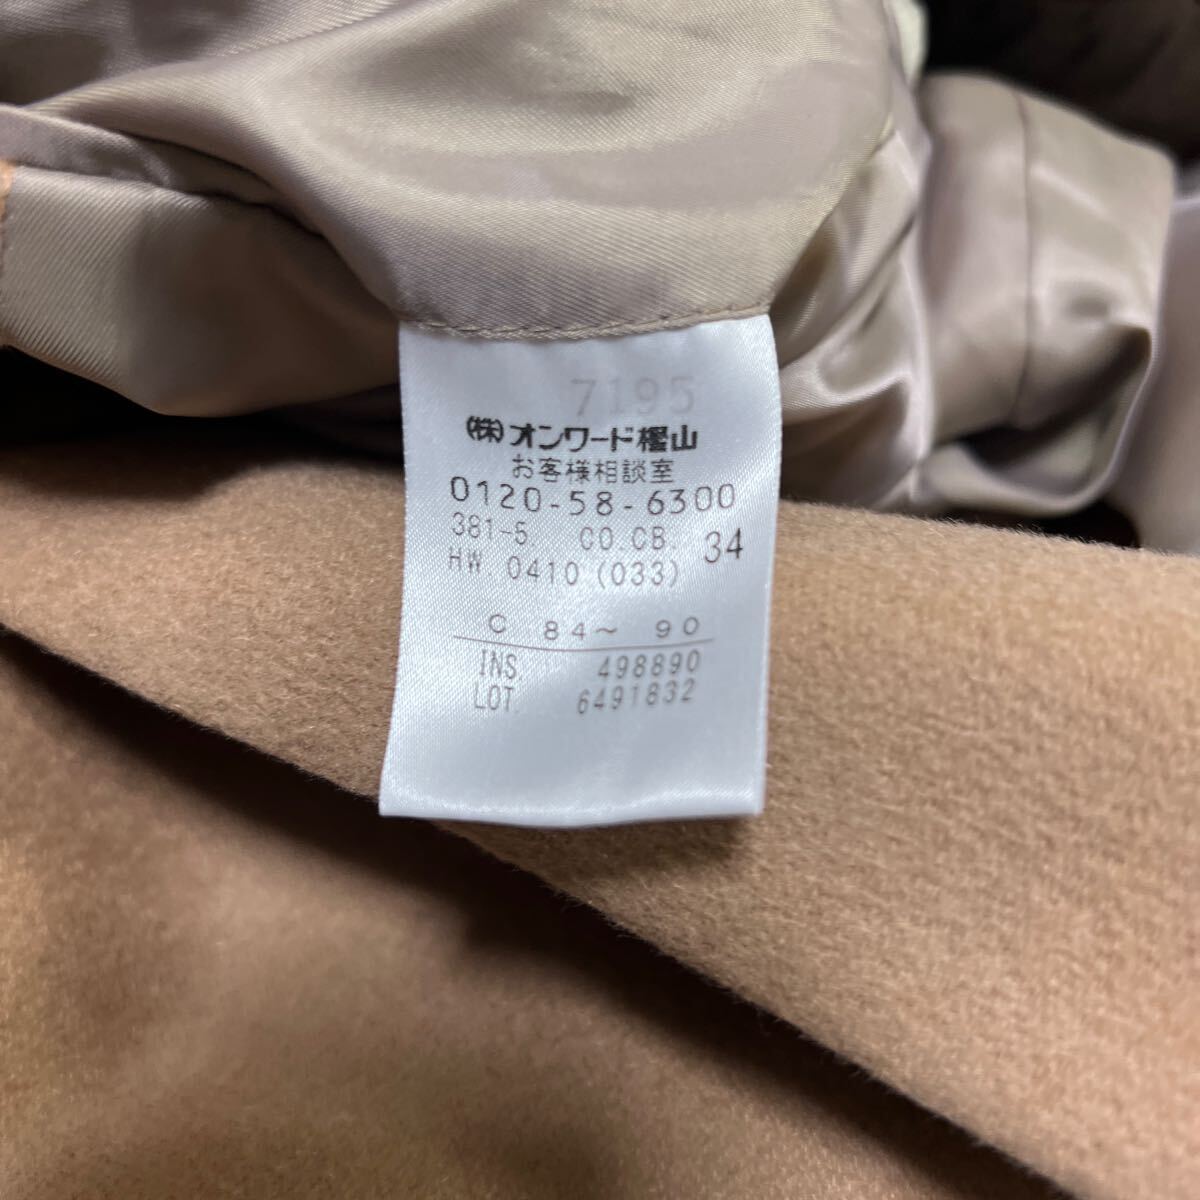 7195
㈱オンワード樫山
お客様相談室
0120-58-6300
381-5 CO.CB. 34
HW 0410 (033)
C 84～ 90
INS. 498890
LOT. 6491832